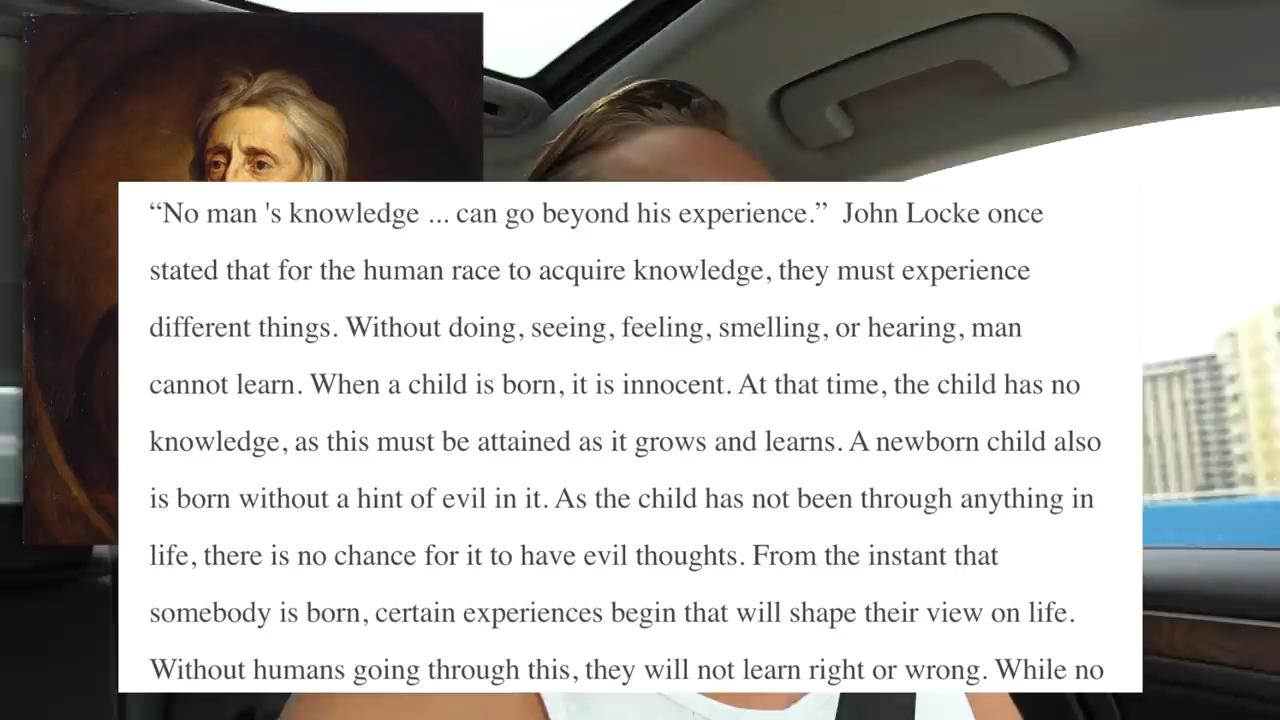 “No man 's knowledge ... can go beyond his experience.”  John Locke once
stated that for the human race to acquire knowledge, they must experience
different things. Without doing, seeing, feeling, smelling, or hearing, man
cannot learn. When a child is born, it is innocent. At that time, the child has no
knowledge, as this must be attained as it grows and learns. A newborn child also
is born without a hint of evil in it. As the child has not been through anything in
life, there is no chance for it to have evil thoughts. From the instant that
somebody is born, certain experiences begin that will shape their view on life.
Without humans going through this, they will not learn right or wrong. While no